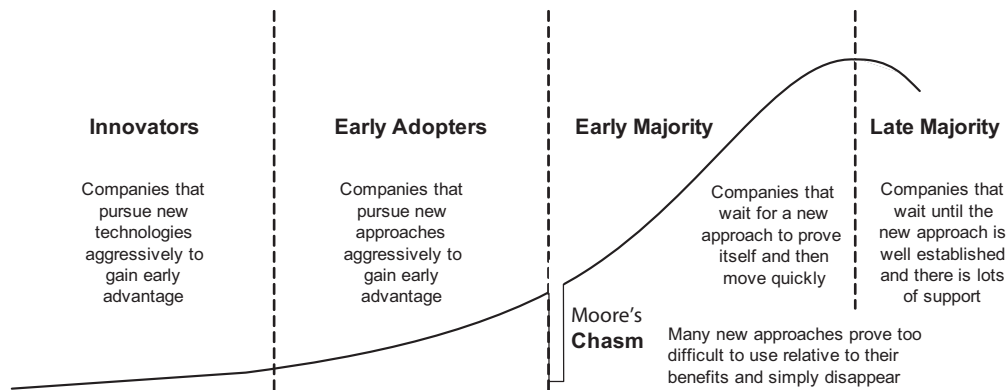 Innovators
Companies that
pursue new
technologies
aggressively to
gain early
advantage
Early Adopters
Companies that
pursue new
approaches
aggressively to
gain early
advantage
Early Majority
Companies that
wait for a new
approach to prove
itself and then
move quickly
Late Majority
Companies that
wait until the
new approach is
well established
and there is lots
of support
Moore's
Chasm
Many new approaches prove too
difficult to use relative to their
benefits and simply disappear